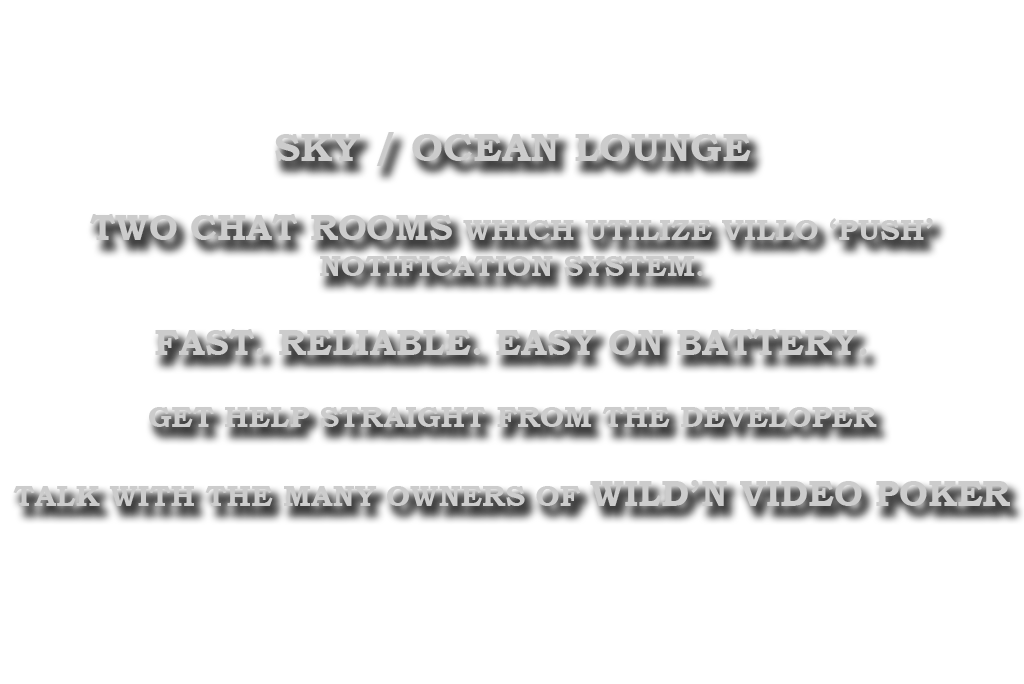 SKY / OCEAN LOUNGE
TWO CHAT ROOMS WHICH UTILIZE VILLO ‘PUSH’
NOTIFICATION SYSTEM.
FAST. RELIABLE. EASY ON BATTERY.
GET HELP STRAIGHT FROM THE DEVELOPER
TALK WITH THE MANY OWNERS OF WILD’N VIDEO POKER